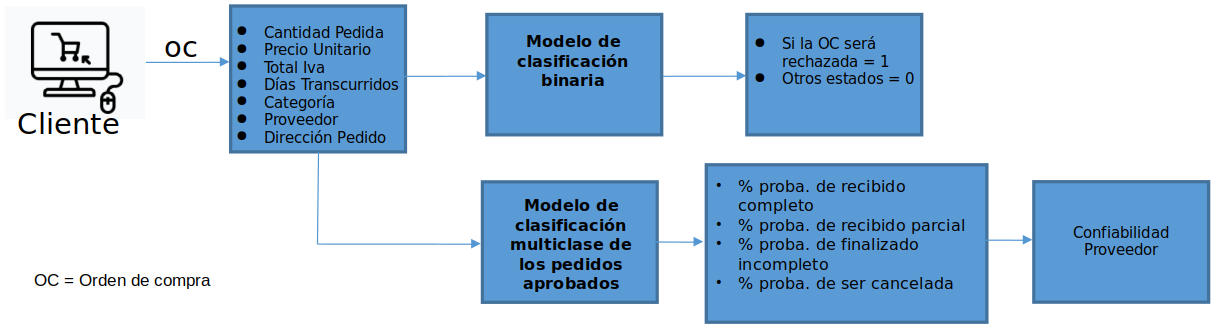 Cliente
OC
● Cantidad Pedida
● Precio Unitario
● Total Iva
● Días Transcurridos
● Categoría
● Proveedor
● Dirección Pedido
Modelo de
clasificación
binaria
● Si la OC será
rechazada = 1
● Otros estados = 0
Modelo de
clasificación
multiclase de
los pedidos
aprobados
• % proba. de recibido
completo
• % proba. de recibido parcial
• % proba. de finalizado
incompleto
• % proba. de ser cancelada
Confiabilidad
Proveedor
OC = Orden de compra